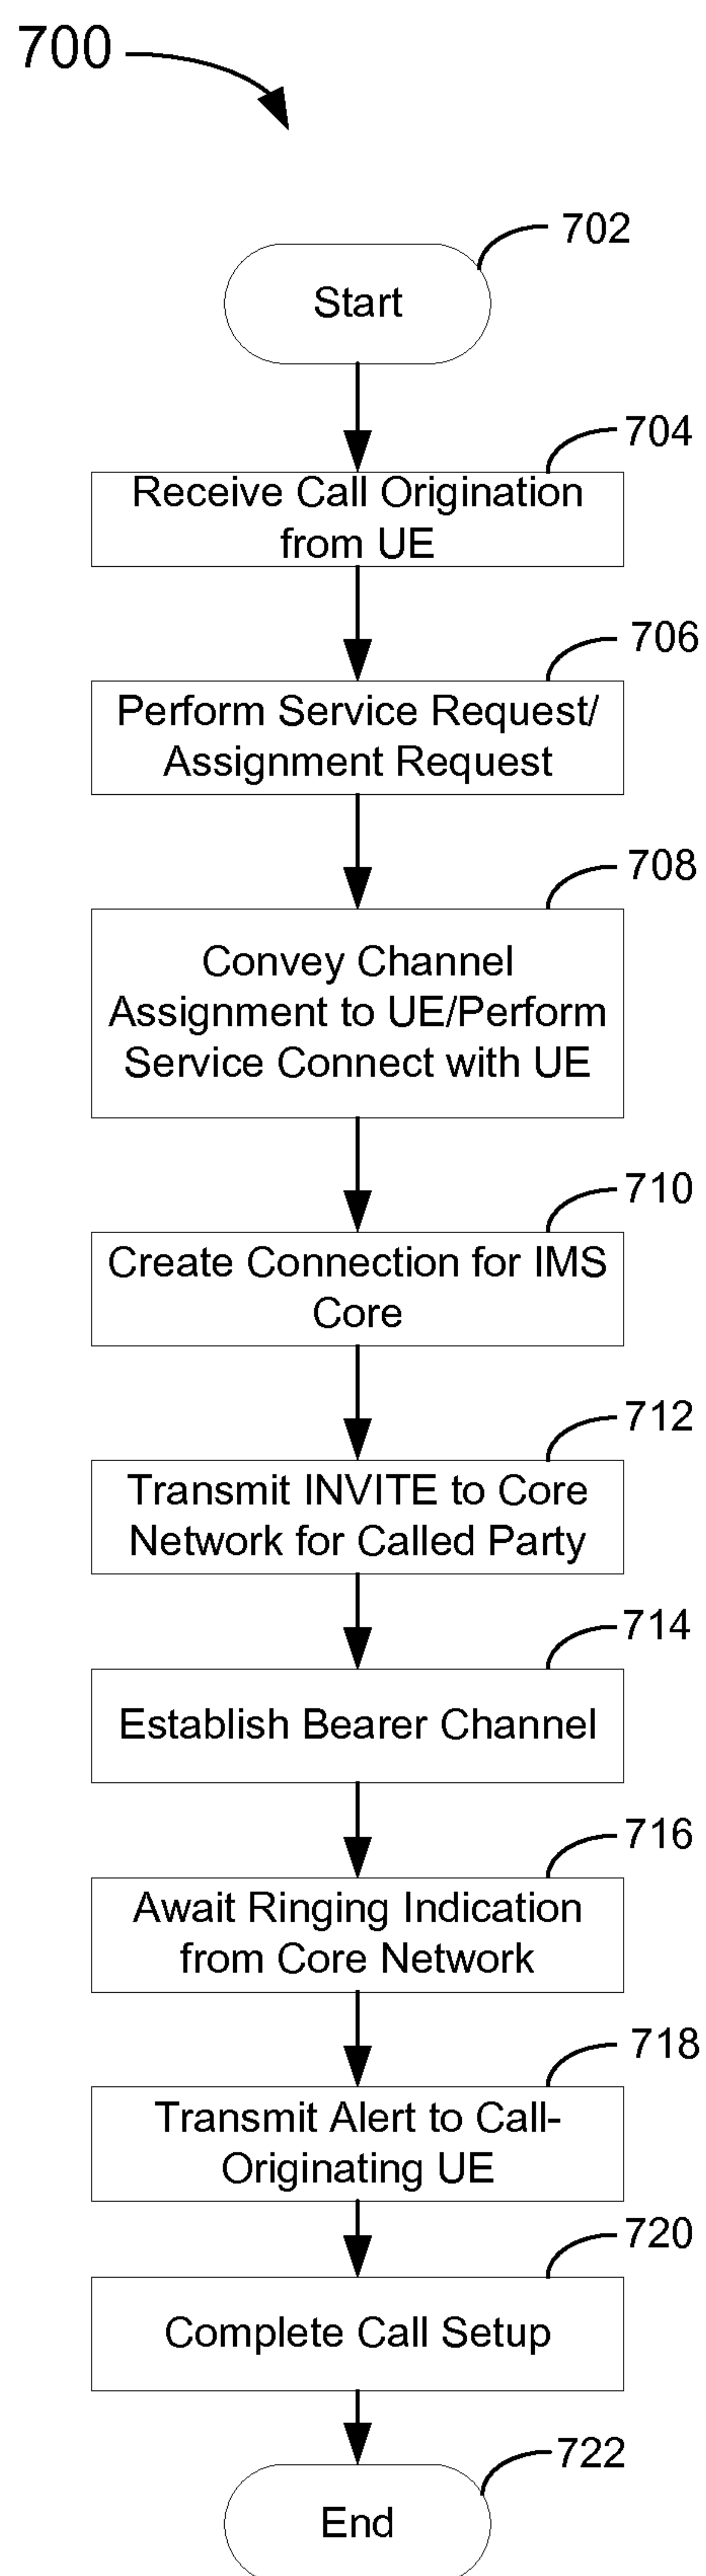 700
702
Start
704
Receive Call Origination
from UE
706
Perform Service Request/
Assignment Request
708
Convey Channel
Assignment to UE/Perform
Service Connect with UE
710
Create Connection for IMS
Core
712
Transmit INVITE to Core
Network for Called Party
714
Establish Bearer Channel
716
Await Ringing Indication
from Core Network
718
Transmit Alert to Call-
Originating UE
720
Complete Call Setup
722
End